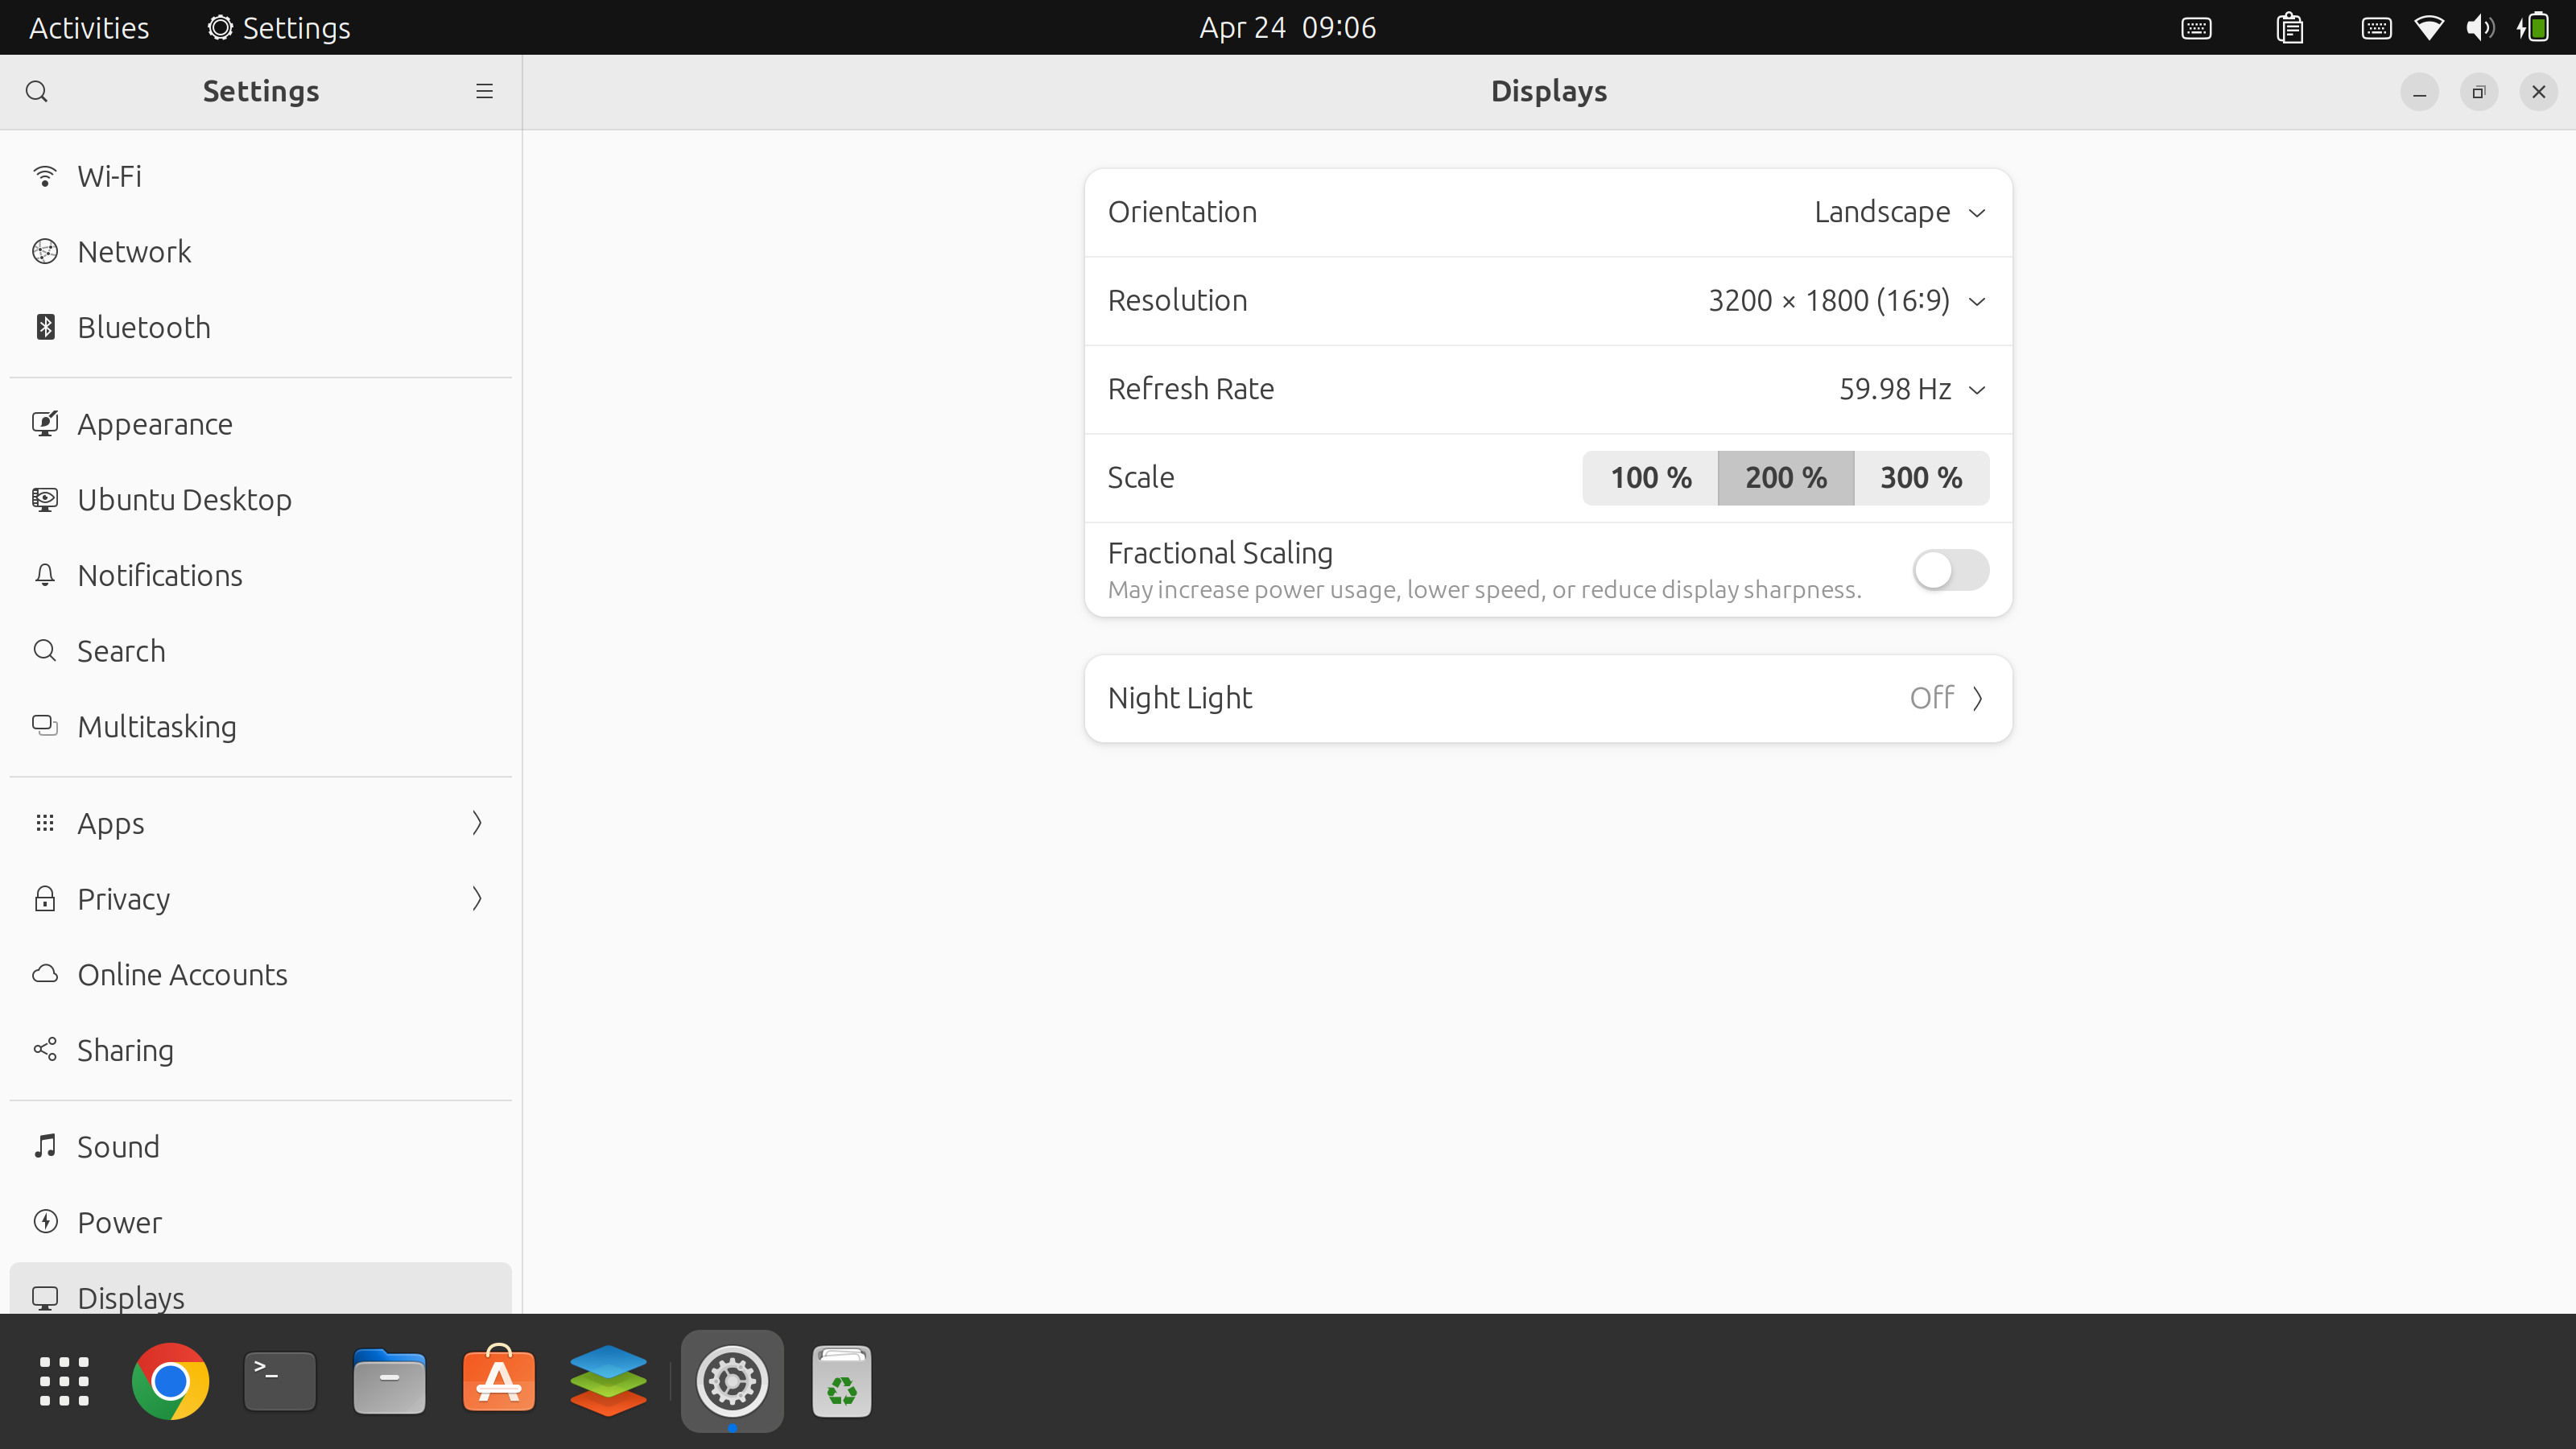 Activities Settings Apr 24 09:06
Settings Displays
Wi-Fi
Network
Bluetooth
Appearance
Ubuntu Desktop
Notifications
Search
Multitasking
Apps
Privacy
Online Accounts
Sharing
Sound
Power
Displays
Orientation Landscape
Resolution 3200 × 1800 (16:9)
Refresh Rate 59.98 Hz
Scale 100 % 200 % 300 %
Fractional Scaling
May increase power usage, lower speed, or reduce display sharpness.
Night Light Off